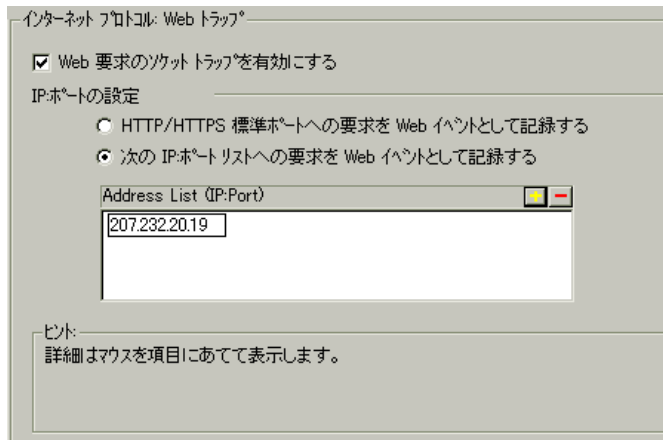 インターネット プロトコル: Web トラップ
Web 要求のソケット トラップを有効にする
IP:ポートの設定
HTTP/HTTPS 標準ポートへの要求を Web イベントとして記録する
次の IP:ポート リストへの要求を Web イベントとして記録する
Address List (IP:Port)
207.232.20.19
ヒント:
詳細はマウスを項目にあてて表示します。